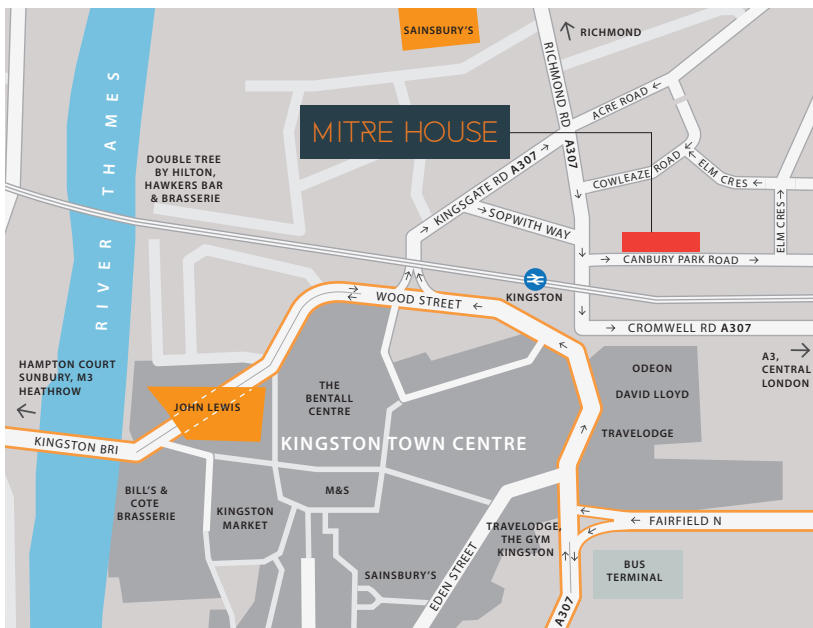 SAINSBURY'S
RICHMOND
RICHMOND RD
A307
ACRE ROAD
MITRE HOUSE
RIVER THAMES
DOUBLE TREE
BY HILTON,
HAWKERS BAR
& BRASSERIE
KINGSGATE RD A307
COWLEAZE ROAD
ELM CRES
ELM CRES
SOPWITH WAY
CANBURY PARK ROAD
KINGSTON
WOOD STREET
CROMWELL RD A307
HAMPTON COURT
SUNBURY, M3
HEATHROW
A3,
CENTRAL
LONDON
ODEON
DAVID LLOYD
TRAVELODGE
THE
BENTALL
CENTRE
JOHN LEWIS
KINGSTON BRI
KINGSTON TOWN CENTRE
BILL'S &
COTE
BRASSERIE
KINGSTON
MARKET
M&S
TRAVELODGE,
THE GYM
KINGSTON
FAIRFIELD N
BUS
TERMINAL
SAINSBURY'S
EDEN STREET
A307